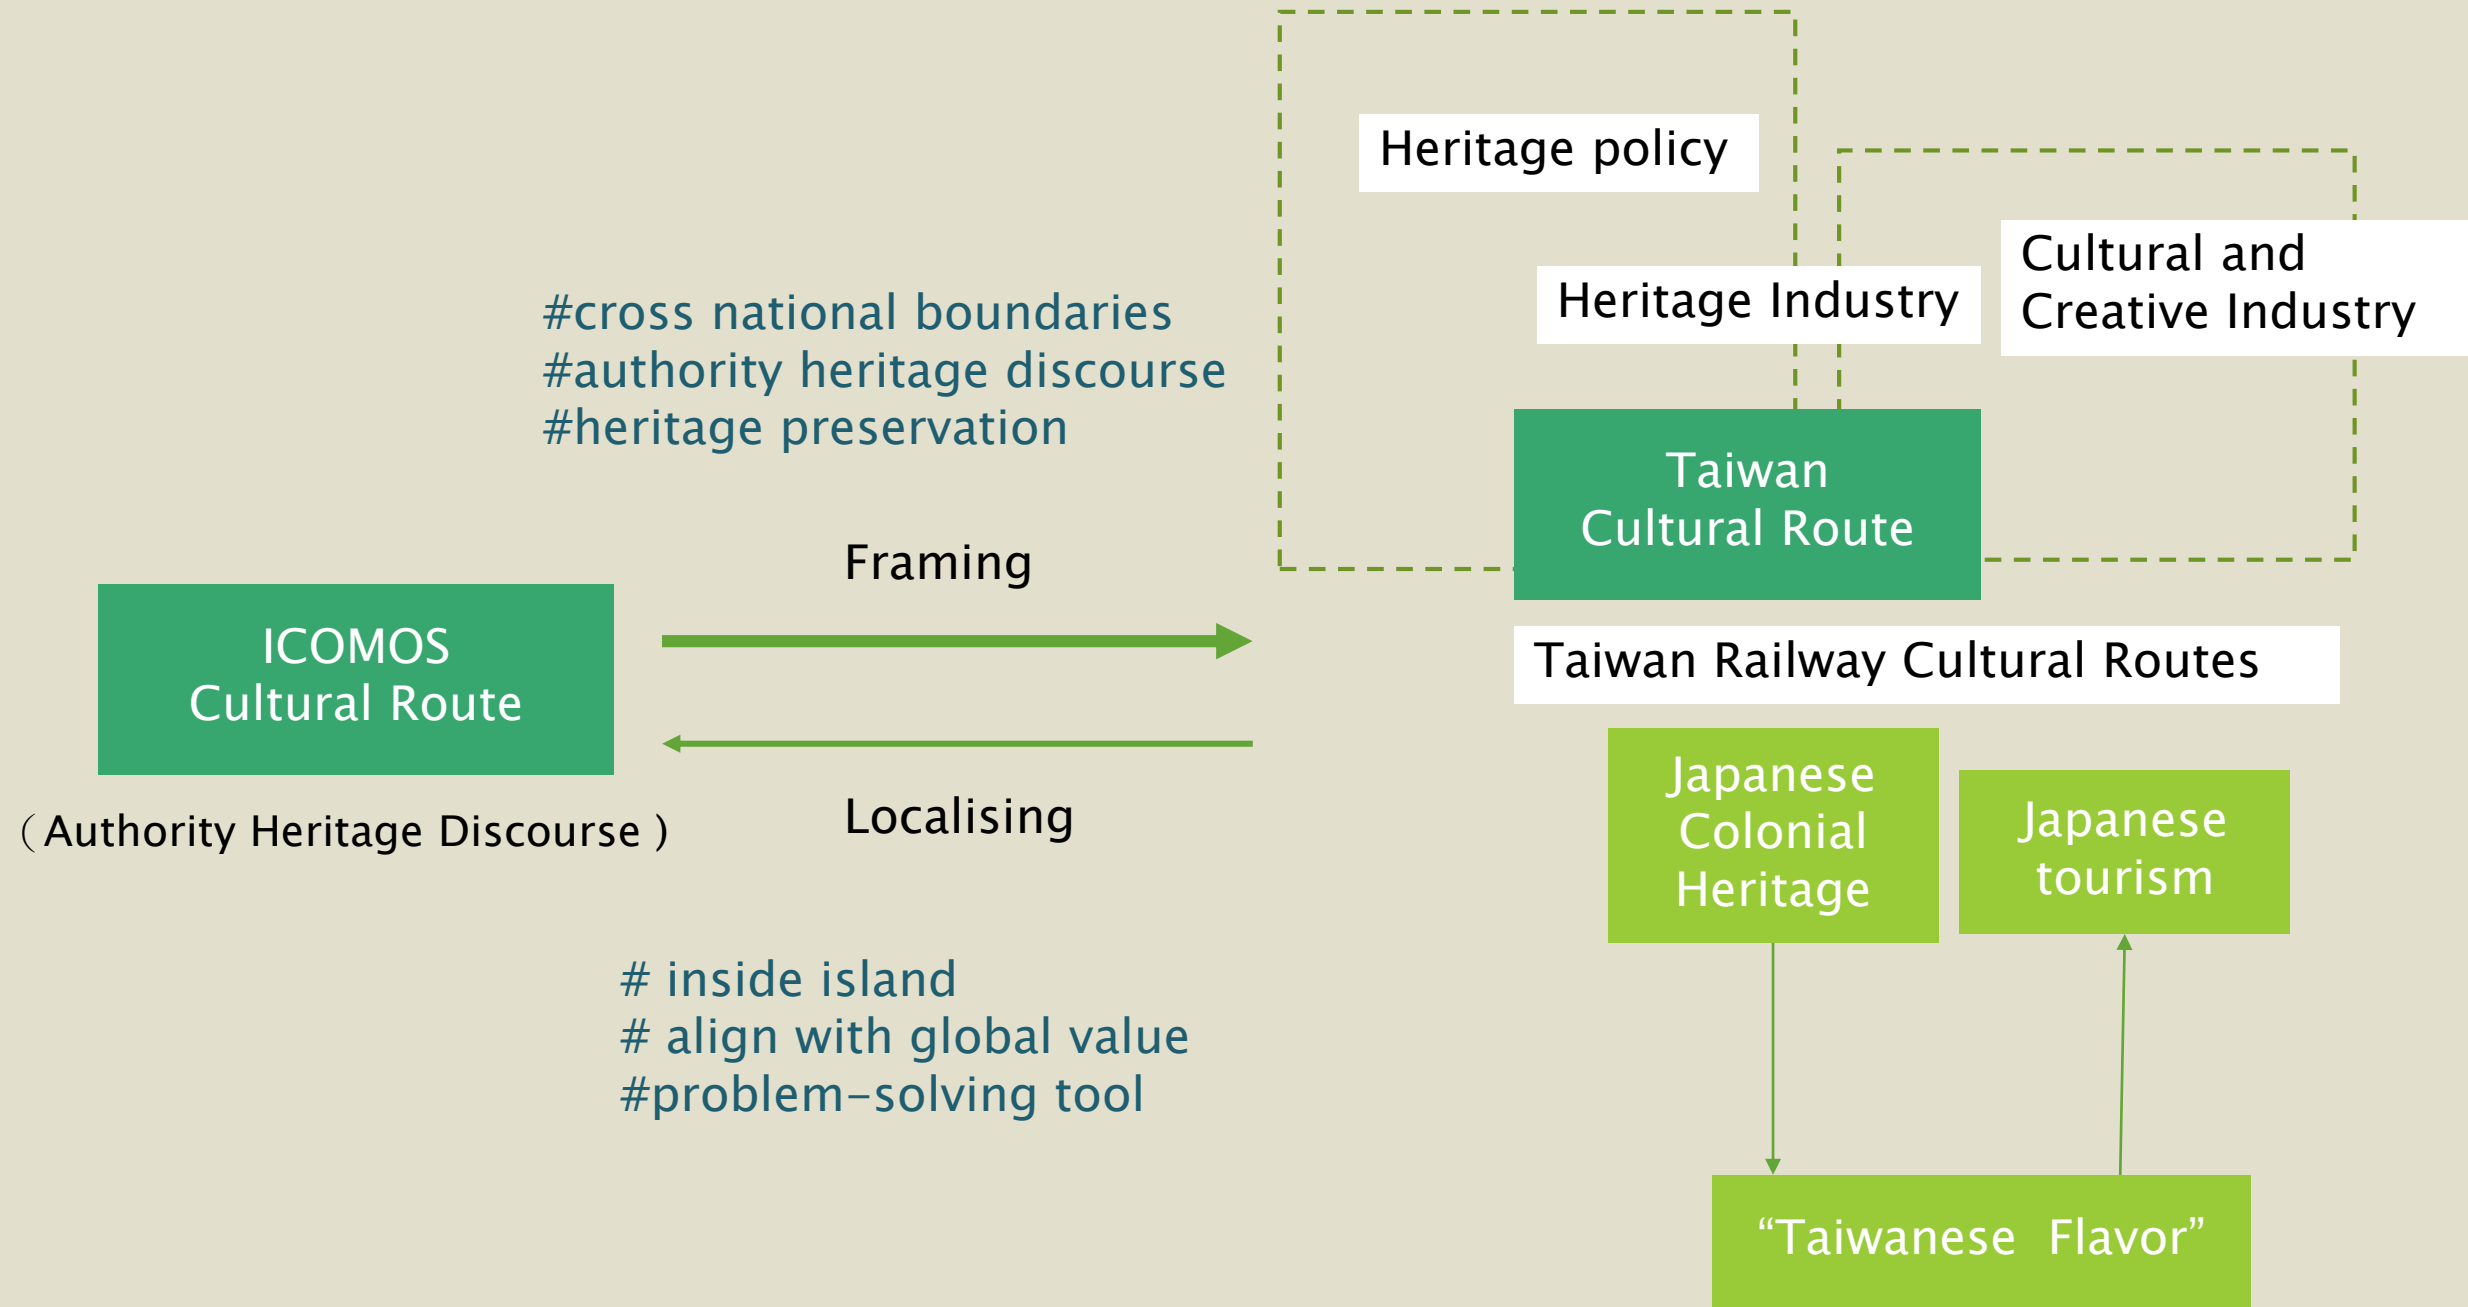 Heritage policy
Heritage Industry
Cultural and
Creative Industry
#cross national boundaries
#authority heritage discourse
#heritage preservation
Taiwan
Cultural Route
Framing
ICOMOS
Cultural Route
（Authority Heritage Discourse )
Localising
Taiwan Railway Cultural Routes
Japanese
Colonial
Heritage
Japanese
tourism
# inside island
# align with global value
#problem-solving tool
“Taiwanese Flavor”